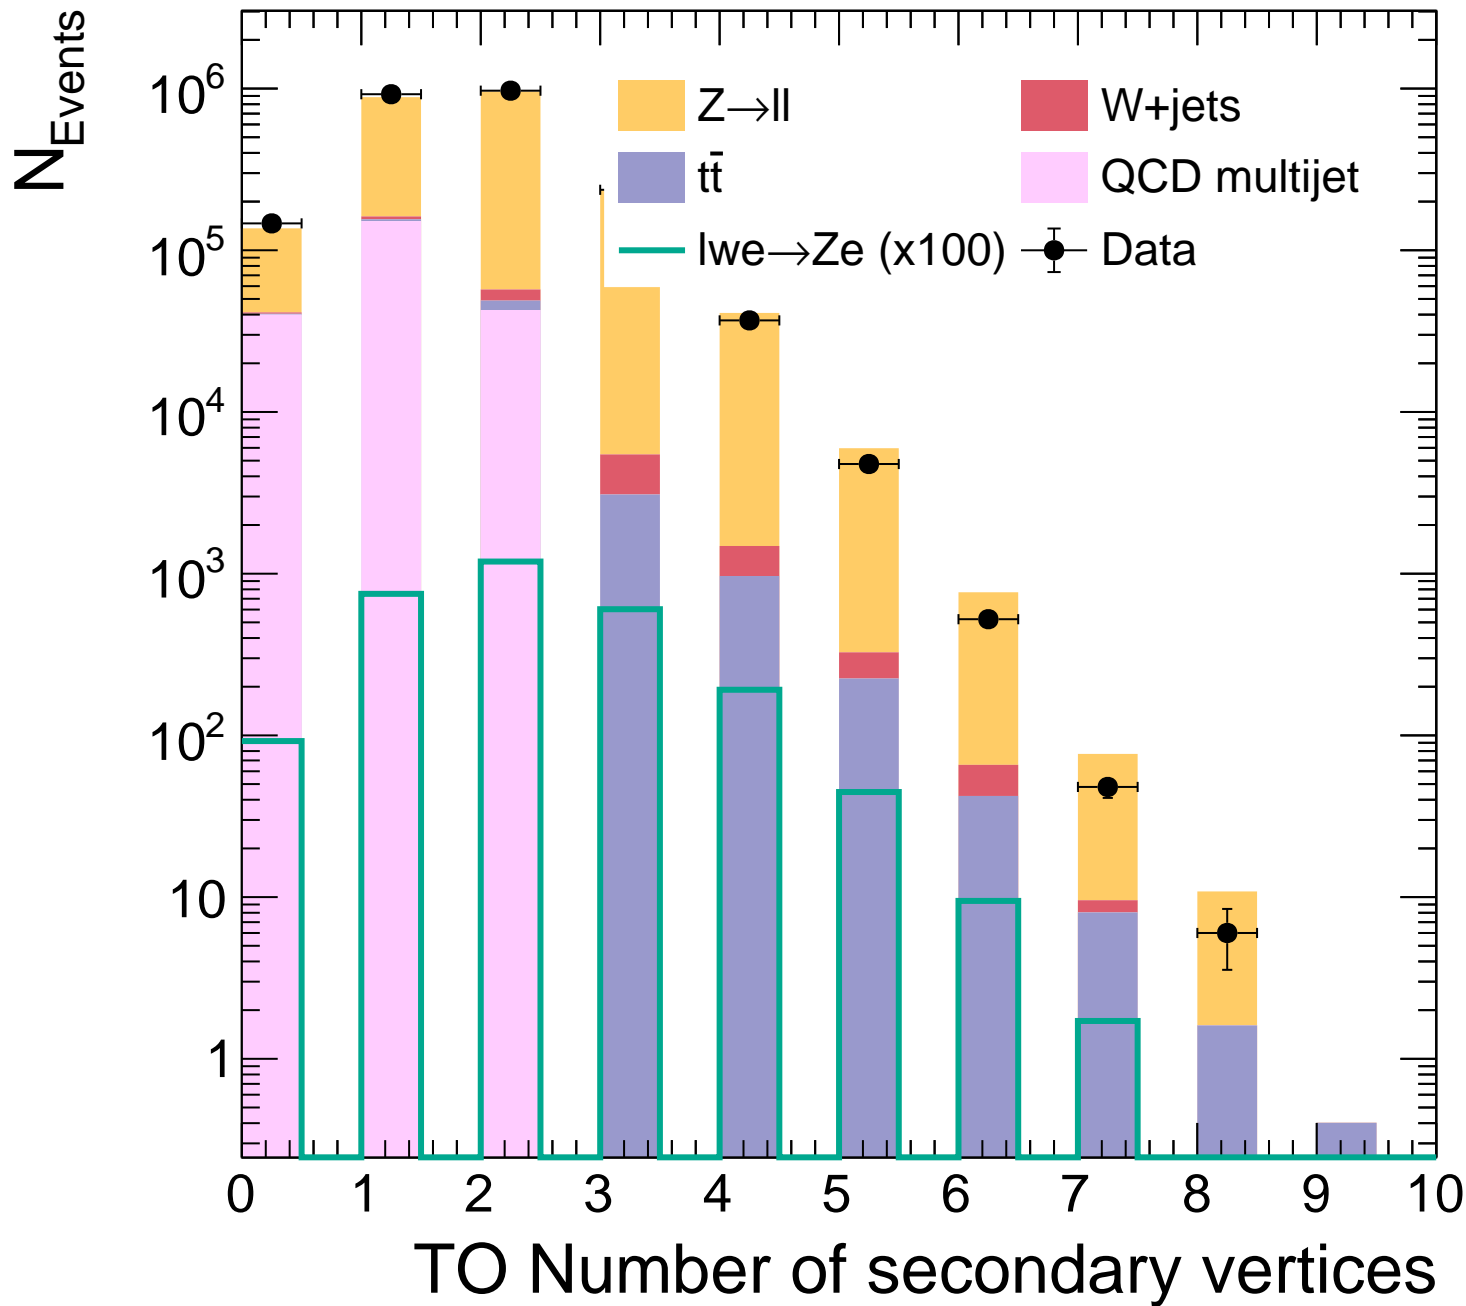 N_Events
10^6
10^5
10^4
10^3
10^2
10
1
Z→ll
W+jets
tt̄
QCD multijet
lwe→Ze (x100)
Data
0 1 2 3 4 5 6 7 8 9 10
TO Number of secondary vertices